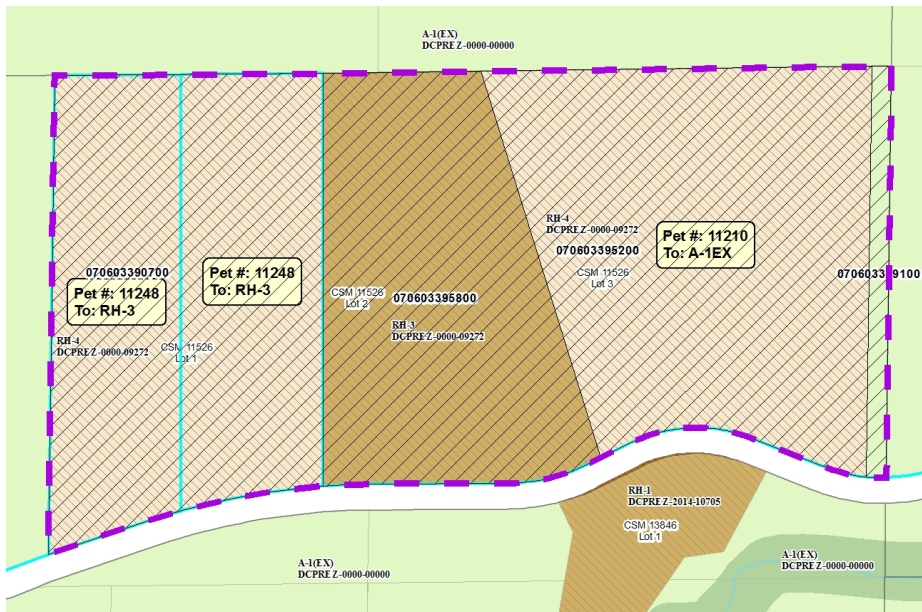 A-1(EX)
DCPREZ-0000-00000
RH-4
DCPREZ-0000-09272
070603395200
CSM 11526
Lot 3
Pet #: 11210
To: A-1EX
070603390700
Pet #: 11248
To: RH-3
Pet #: 11248
To: RH-3
CSM 11526
Lot 2
070603395800
RH-3
DCPREZ-0000-09272
RH-4
DCPREZ-0000-09272
CSM 11526
Lot 1
RH-1
DCPREZ-2014-10705
CSM 13846
Lot 1
A-1(EX)
DCPREZ-0000-00000
A-1(EX)
DCPREZ-0000-00000